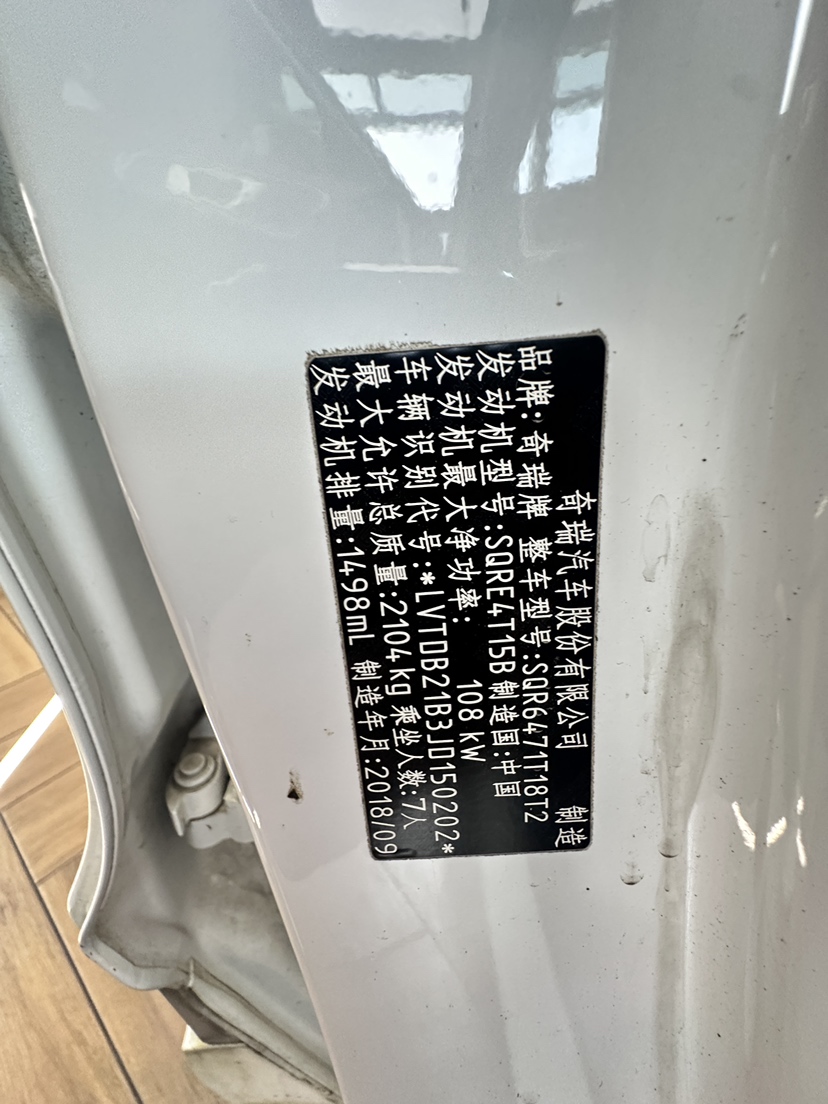 奇瑞汽车股份有限公司 制造
品牌:奇瑞牌 整车型号:SQR6471T18T2
发动机型号:SQRE4T15B 制造国:中国
发动机最大净功率: 108 kW
车辆识别代号:*LVTDB21B3JD150202*
最大允许总质量:2104kg 乘坐人数:7人
发动机排量:1498mL 制造年月:2018/09